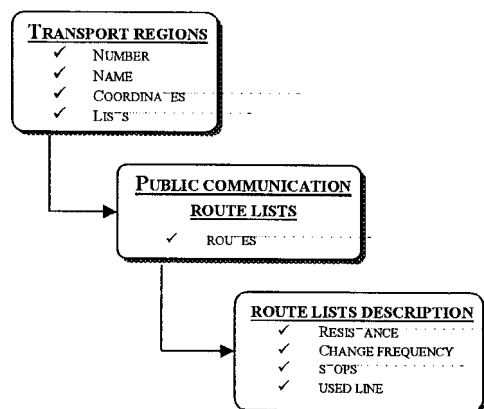 TRANSPORT REGIONS
✓ NUMBER
✓ NAME
✓ COORDINATES
✓ LISTS
PUBLIC COMMUNICATION
ROUTE LISTS
✓ ROUTES
ROUTE LISTS DESCRIPTION
✓ RESISTANCE
✓ CHANGE FREQUENCY
✓ STOPS
✓ USED LINE